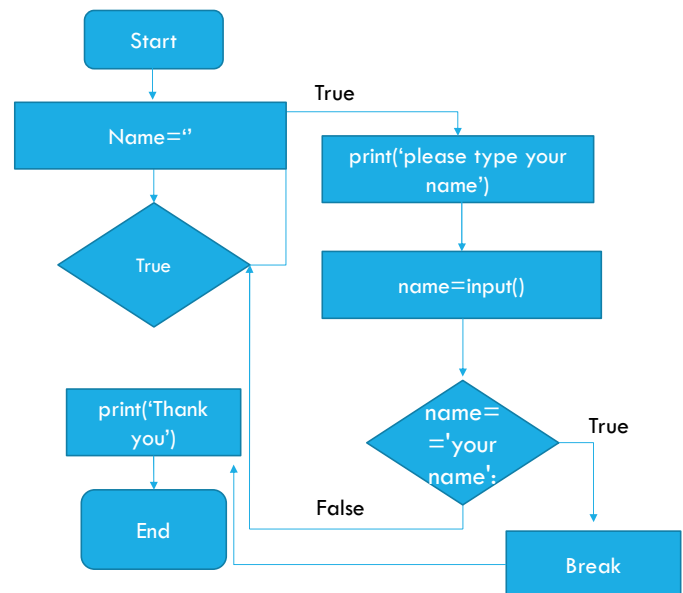 Start
Name=‘’
True
True
print(‘please type your
name’)
name=input()
name=
='your
name':
True
False
Break
print(‘Thank
you’)
End